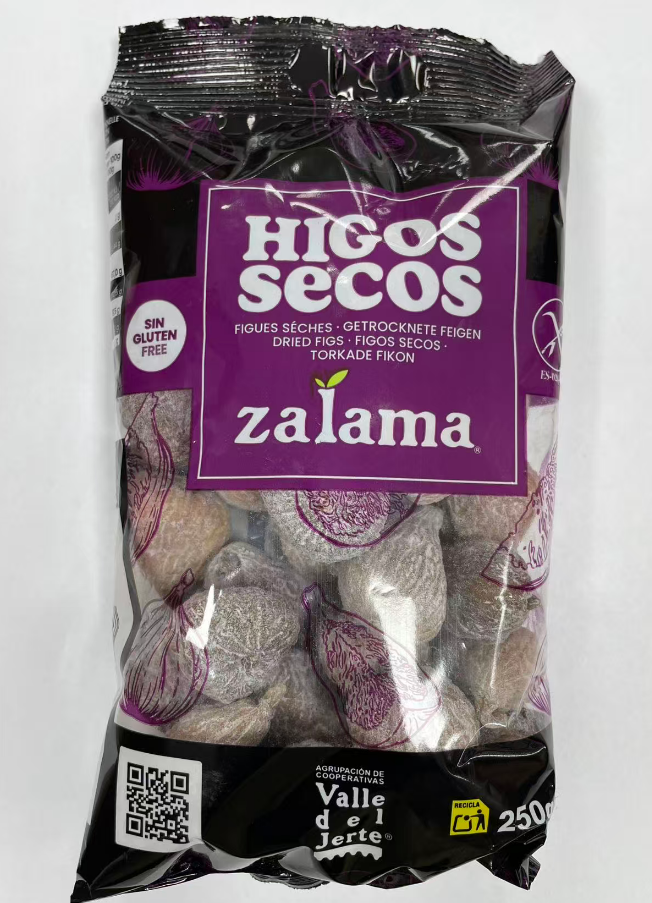 HIGOS
SECOS
FIGUES SÉCHES · GETROCKNETE FEIGEN
DRIED FIGS · FIGOS SECOS ·
TORKADE FIKON
zalama®
SIN
GLUTEN
FREE
AGRUPACIÓN DE
COOPERATIVAS
Valle
del
Jerte®
RECICLA
250g